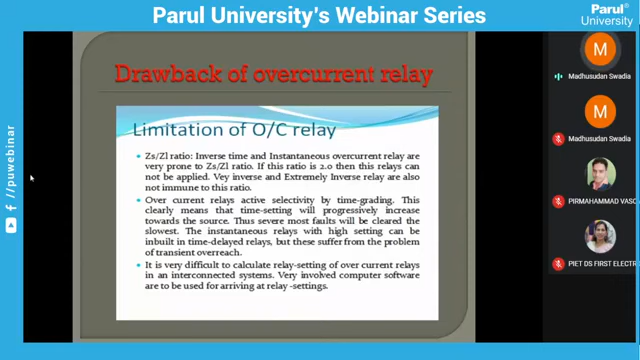 Parul University's Webinar Series
Parul®
University
Drawback of overcurrent relay
Limitation of O/C relay
Zs/Zl ratio: Inverse time and Instantaneous overcurrent relay are
very prone to Zs/Zl ratio. If this ratio is 2.0 then this relays can
not be applied. Vey inverse and Extremely Inverse relay are also
not immune to this ratio.
Over current relays active selectivity by time grading. This
clearly means that time setting will progressively increase
towards the source. Thus severe most faults will be cleared the
slowest. The instantaneous relays with high setting can be
inbuilt in time delayed relays, but these suffer from the problem
of transient overreach.
It is very difficult to calculate relay setting of over current relays
in an interconnected systems. Very involved computer software
are to be used for arriving at relay -settings.
M
Madhusudan Swadia
M
Madhusudan Swadia
PIRMAHAMMAD VASO
PIET DS FIRST ELECTR
f //puwebinar